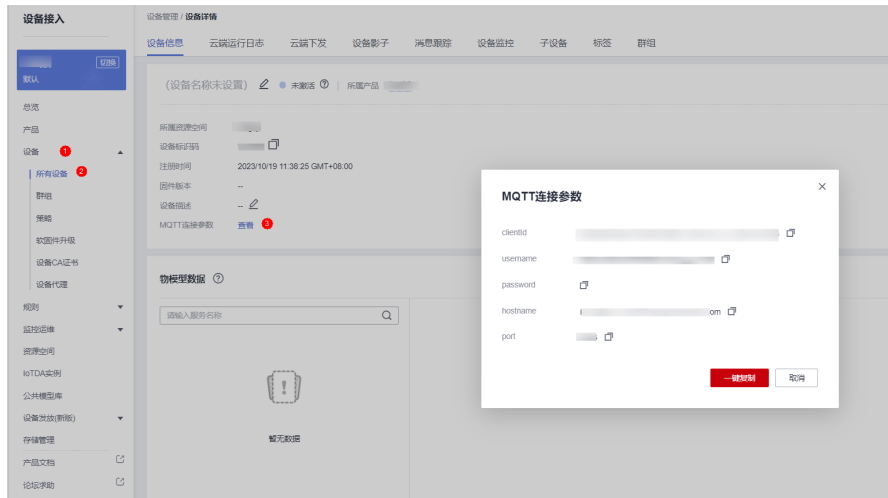 设备接入
切换
默认
总览
产品
设备 1
所有设备 2
群组
策略
软固件升级
设备CA证书
设备代理
规则
监控运维
资源空间
IoTDA实例
公共模型库
设备发放(新版)
存储管理
产品文档
论坛求助
设备管理 / 设备详情
设备信息 云端运行日志 云端下发 设备影子 消息跟踪 设备监控 子设备 标签 群组
(设备名称未设置) 未激活 所属产品
所属资源空间
设备标识码
注册时间 2023/10/19 11:38:25 GMT+08:00
固件版本 --
设备描述 --
MQTT连接参数 查看 3
物模型数据
请输入服务名称
暂无数据
MQTT连接参数
clientId
username
password
hostname om
port
一键复制 取消